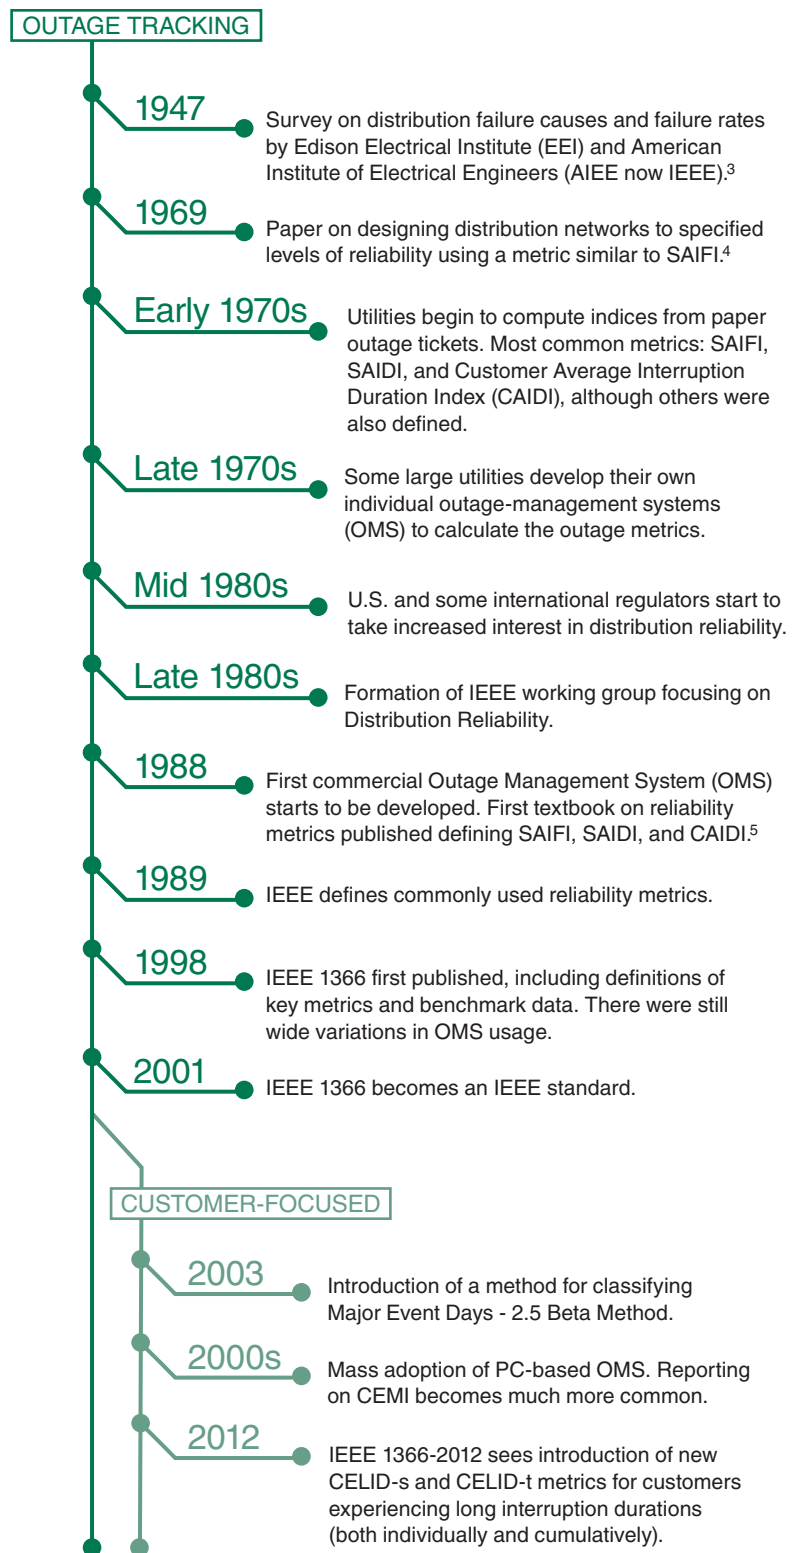 OUTAGE TRACKING
1947
Survey on distribution failure causes and failure rates
by Edison Electrical Institute (EEI) and American
Institute of Electrical Engineers (AIEE now IEEE).3
1969
Paper on designing distribution networks to specified
levels of reliability using a metric similar to SAIFI.4
Early 1970s
Utilities begin to compute indices from paper
outage tickets. Most common metrics: SAIFI,
SAIDI, and Customer Average Interruption
Duration Index (CAIDI), although others were
also defined.
Late 1970s
Some large utilities develop their own
individual outage-management systems
(OMS) to calculate the outage metrics.
Mid 1980s
U.S. and some international regulators start to
take increased interest in distribution reliability.
Late 1980s
Formation of IEEE working group focusing on
Distribution Reliability.
1988
First commercial Outage Management System (OMS)
starts to be developed. First textbook on reliability
metrics published defining SAIFI, SAIDI, and CAIDI.5
1989
IEEE defines commonly used reliability metrics.
1998
IEEE 1366 first published, including definitions of
key metrics and benchmark data. There were still
wide variations in OMS usage.
2001
IEEE 1366 becomes an IEEE standard.
CUSTOMER-FOCUSED
2003
Introduction of a method for classifying
Major Event Days - 2.5 Beta Method.
2000s
Mass adoption of PC-based OMS. Reporting
on CEMI becomes much more common.
2012
IEEE 1366-2012 sees introduction of new
CELID-s and CELID-t metrics for customers
experiencing long interruption durations
(both individually and cumulatively).